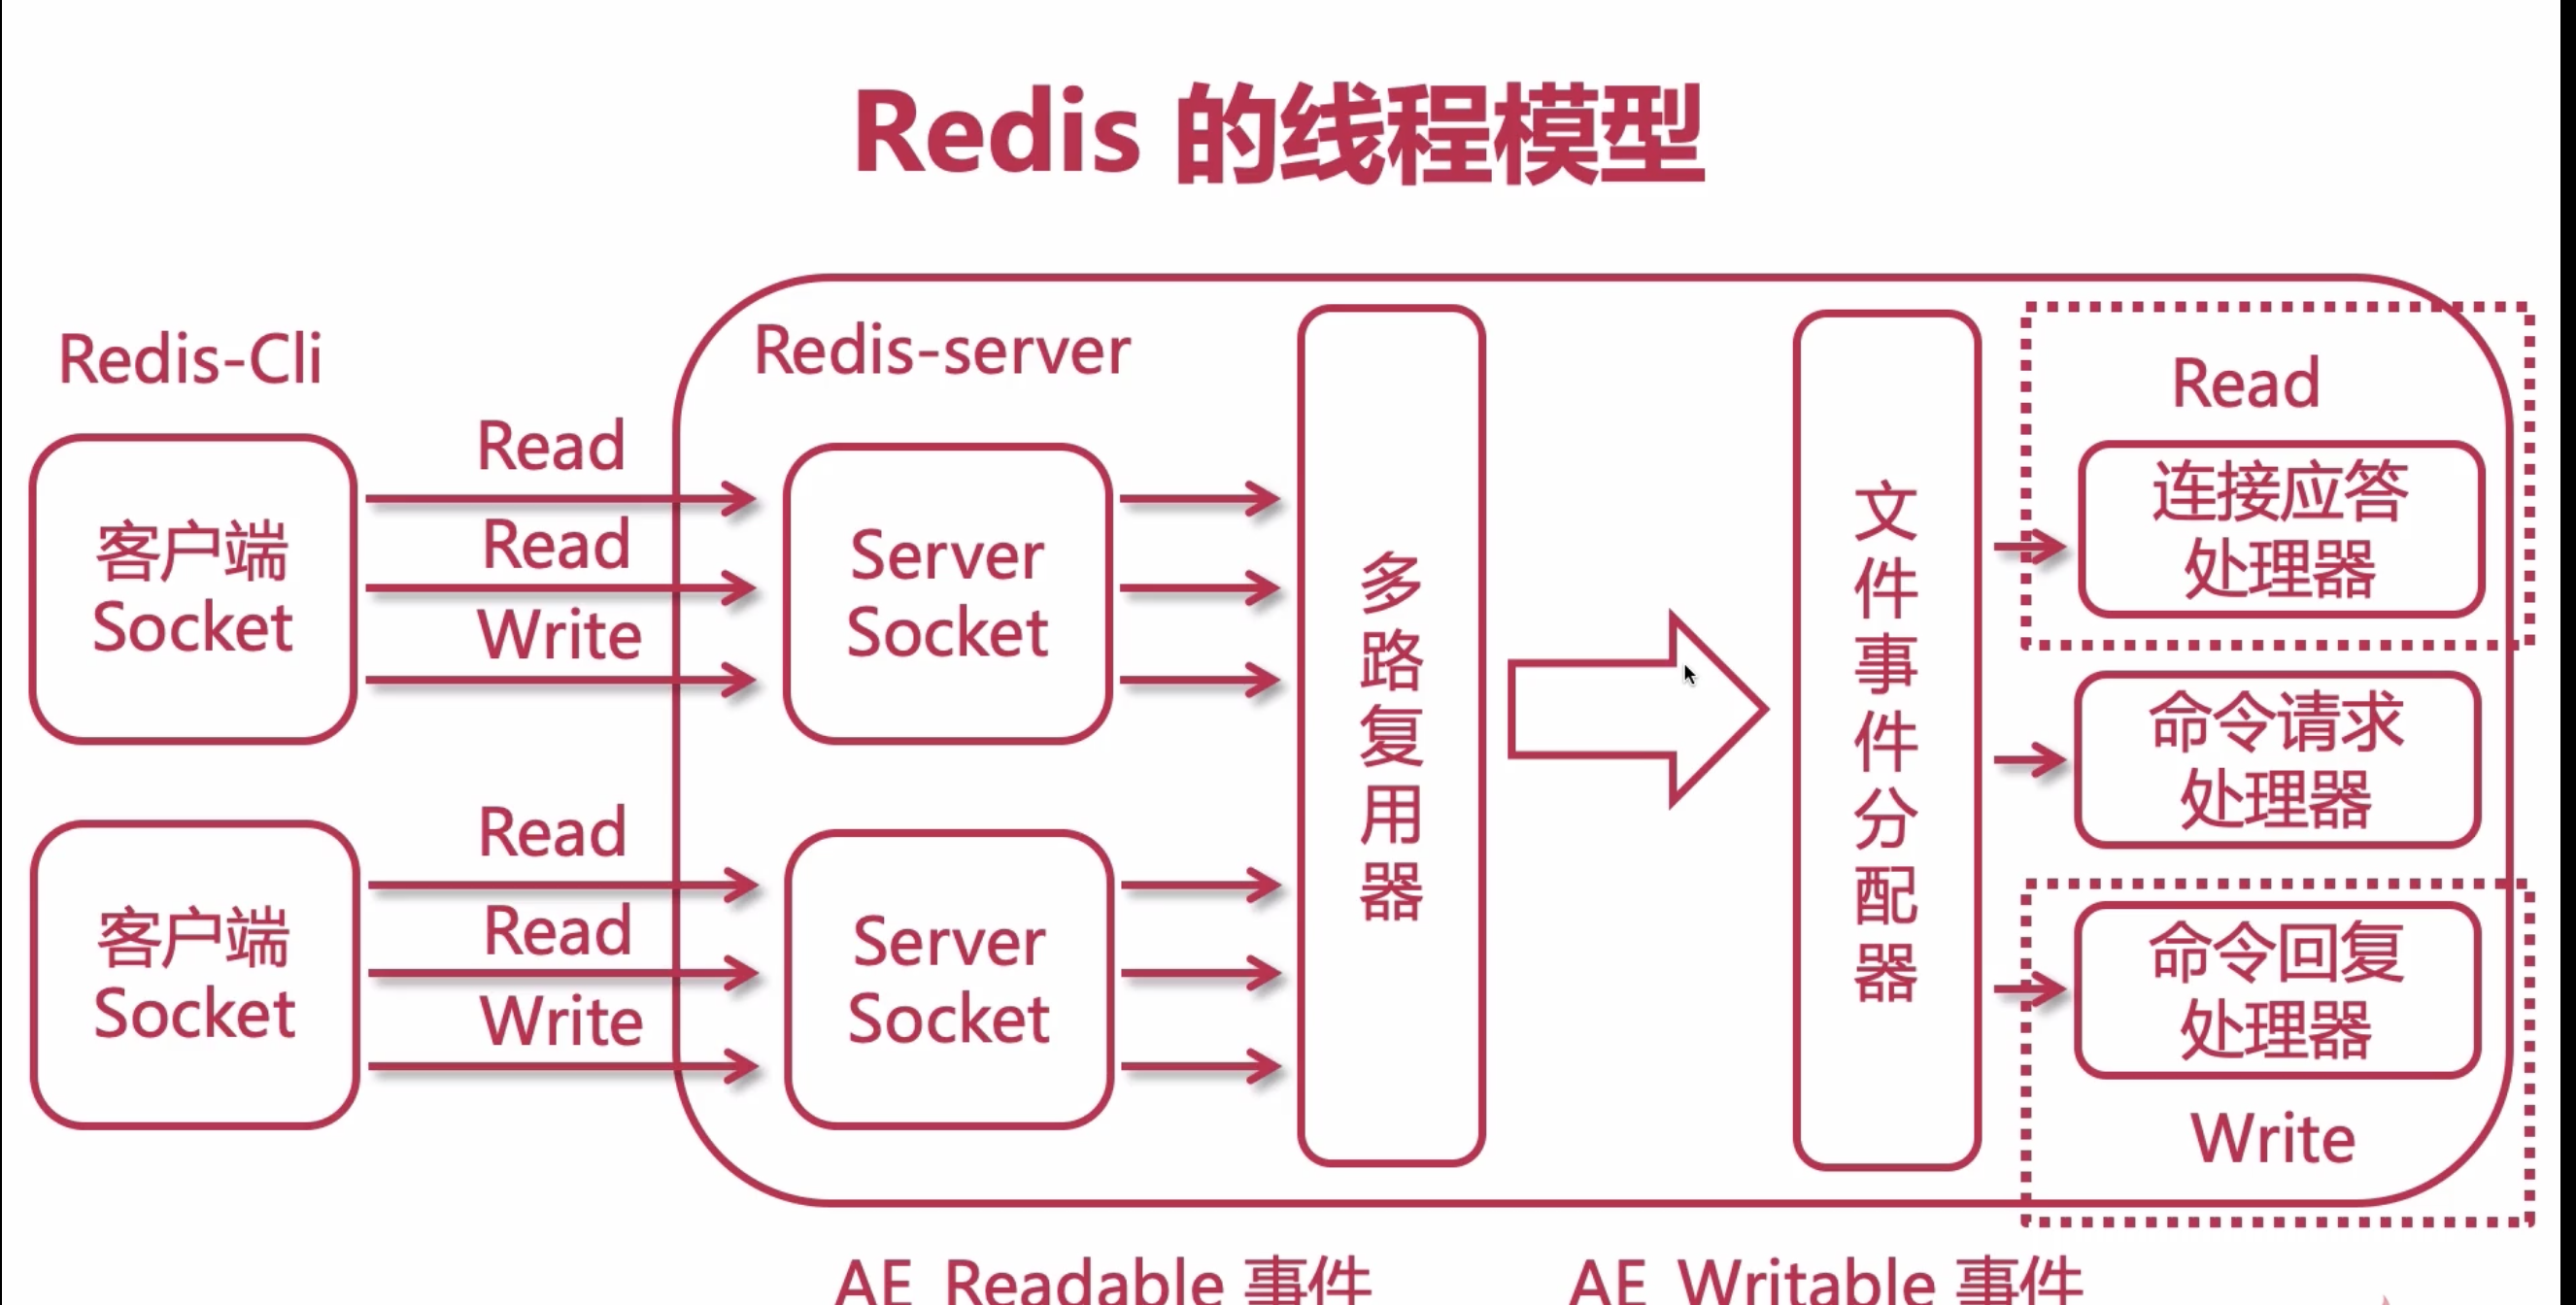 Redis 的线程模型
Redis-Cli
Redis-server
Read
Read
Write
客户端
Socket
Server
Socket
Read
Read
Write
客户端
Socket
Server
Socket
多路复用器
文件事件分配器
Read
连接应答
处理器
命令请求
处理器
命令回复
处理器
Write
AE_Readable 事件
AE_Writable 事件